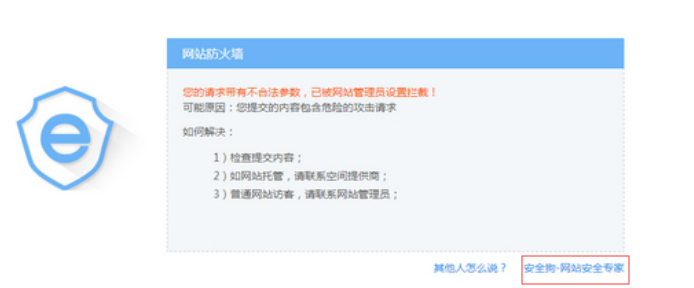 网站防火墙
您的请求带有不合法参数，已被网站管理员设置拦截！
可能原因：您提交的内容包含危险的攻击请求
如何解决：
1）检查提交内容；
2）如网站托管，请联系空间提供商；
3）普通网站访客，请联系网站管理员；
其他人怎么说？ 安全狗-网站安全专家